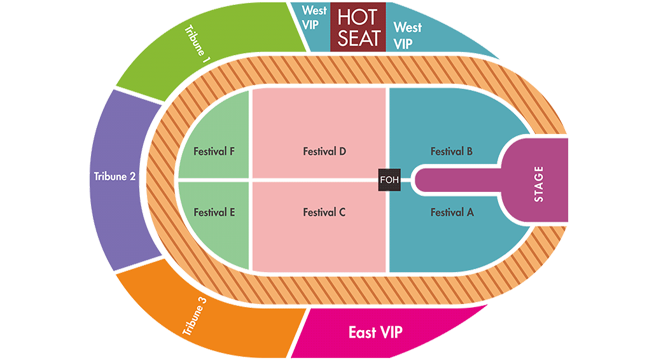 West
VIP
HOT
SEAT
West
VIP
Tribune 1
Festival F
Festival D
Festival B
Tribune 2
FOH
STAGE
Festival E
Festival C
Festival A
Tribune 3
East VIP